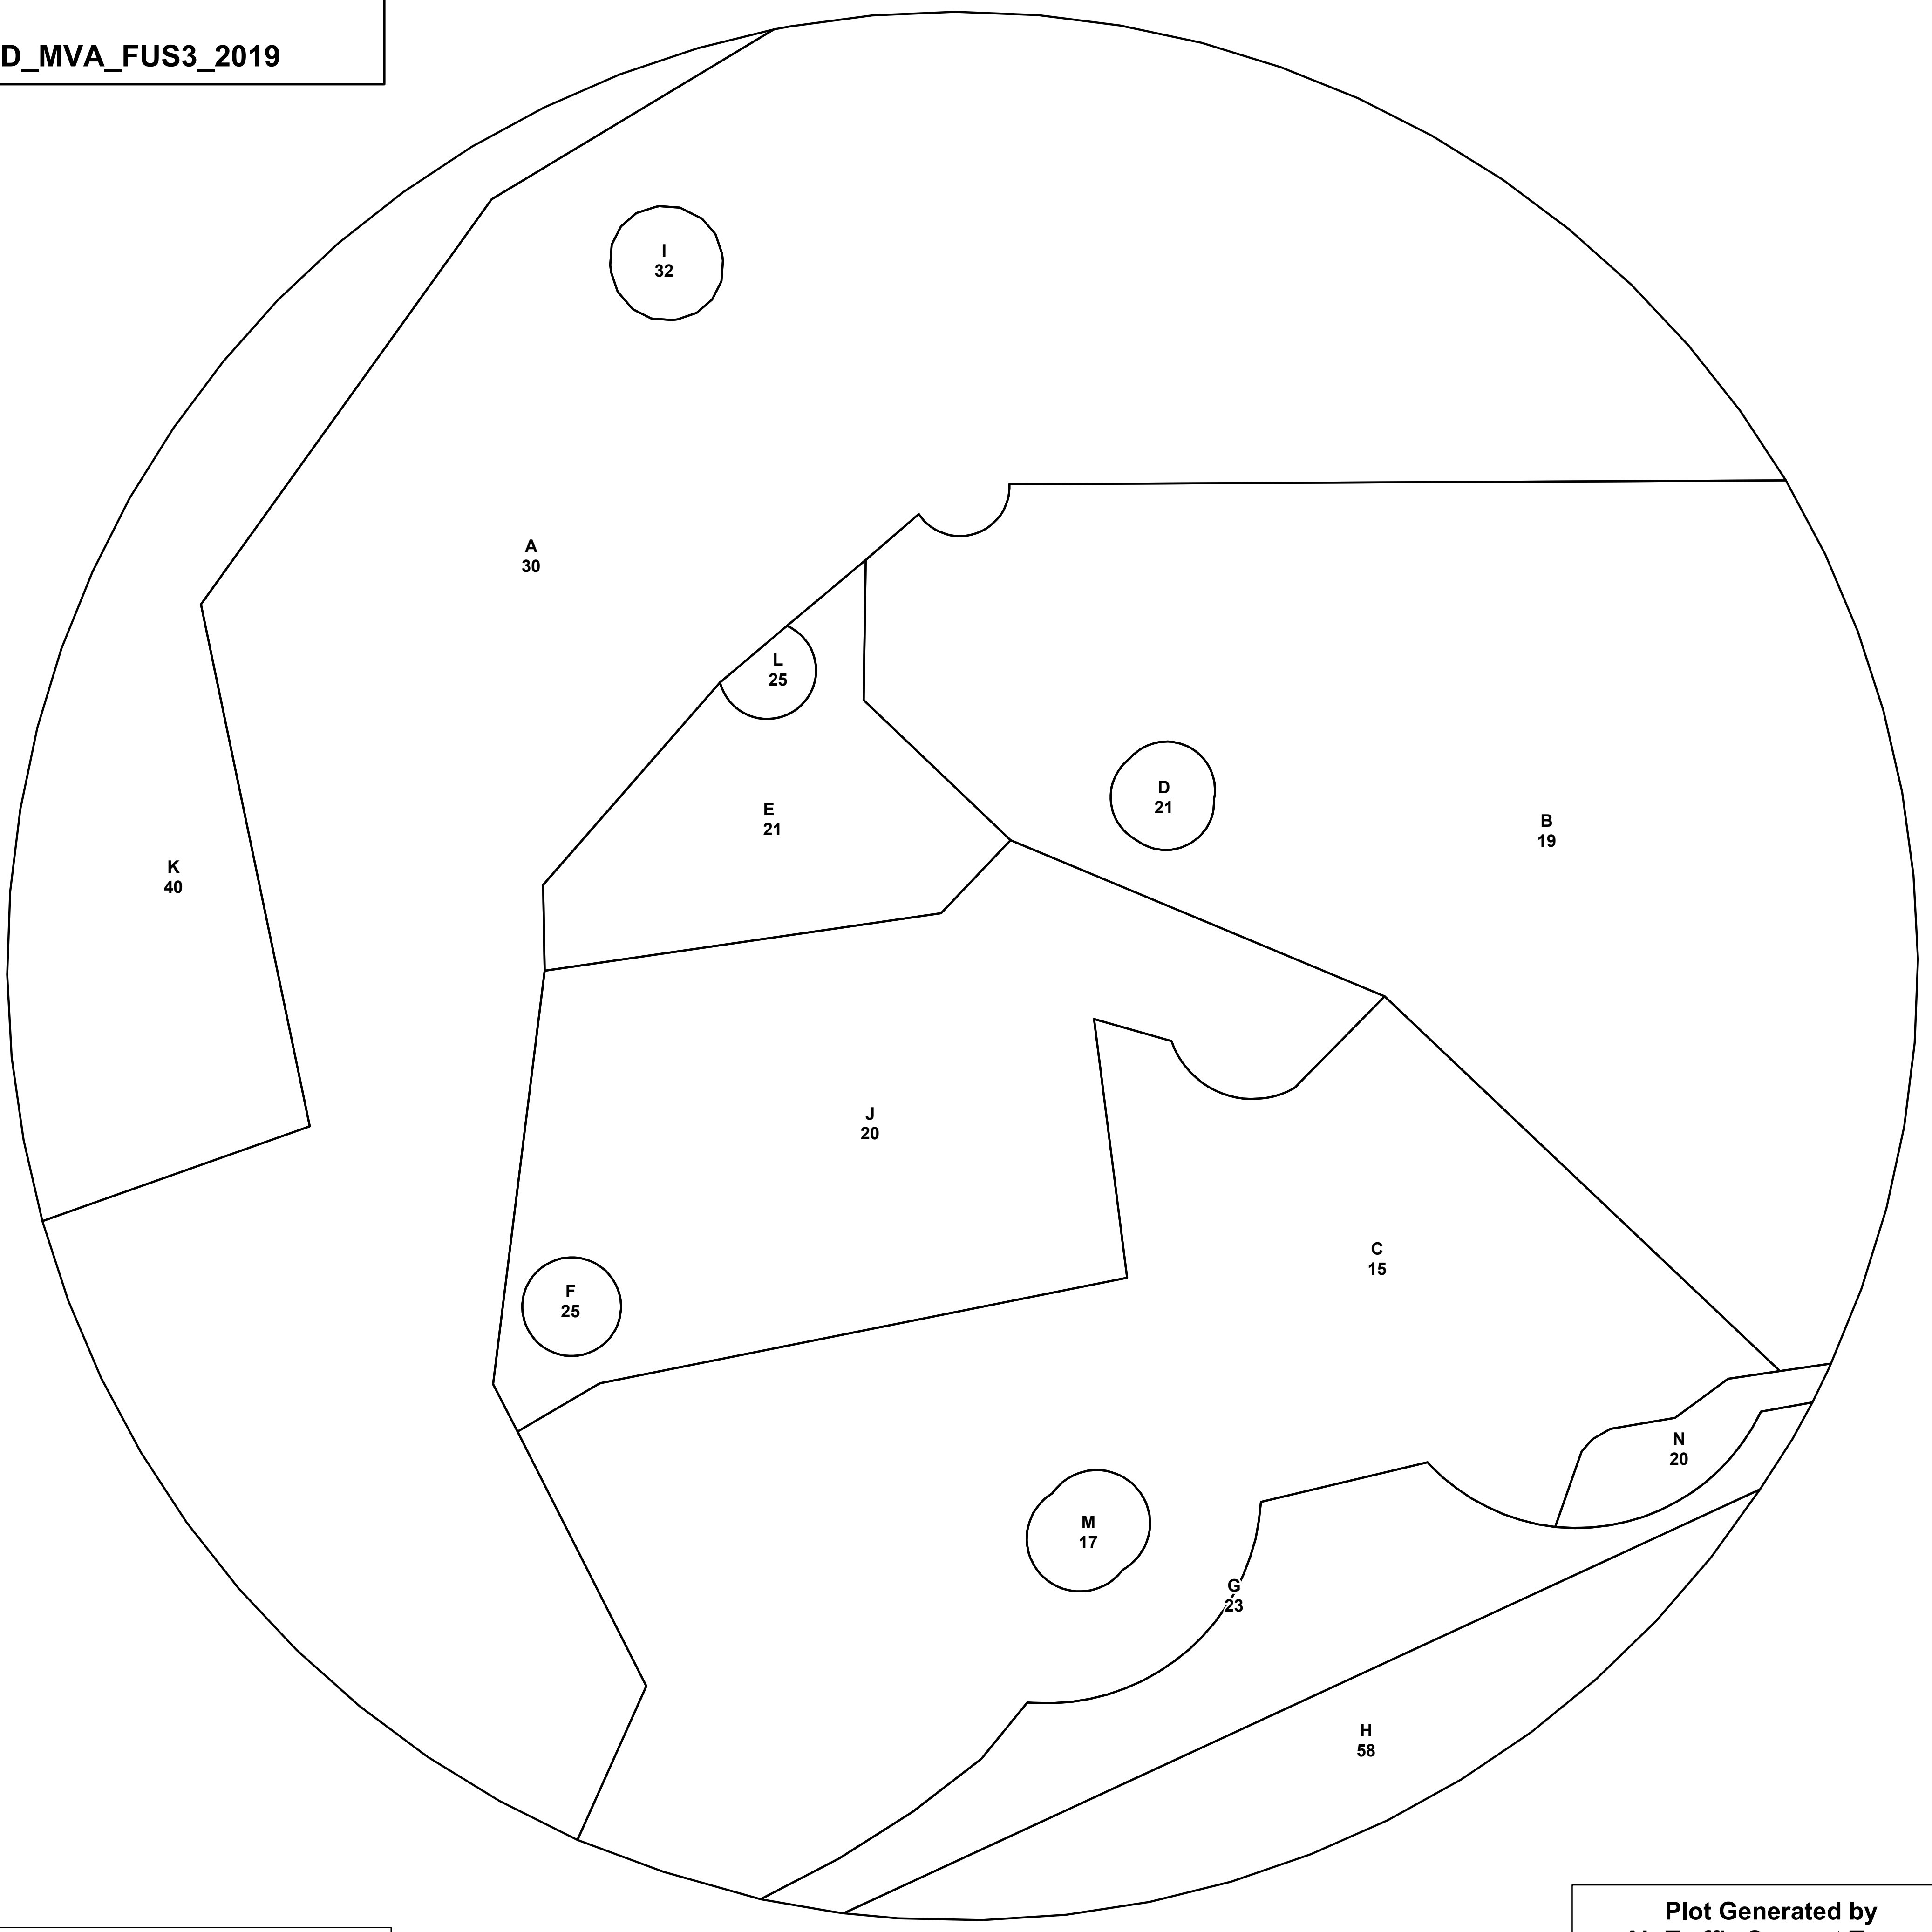 D_MVA_FUS3_2019
I
32
A
30
L
25
D
21
E
21
B
19
K
40
J
20
C
15
F
25
N
20
M
17
G
23
H
58
Plot Generated by